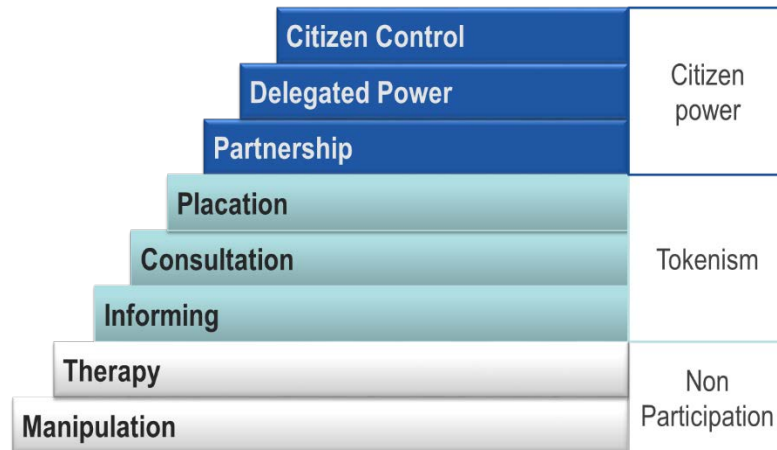 Citizen Control
Delegated Power
Partnership
Citizen
power
Placation
Consultation
Informing
Tokenism
Therapy
Manipulation
Non
Participation